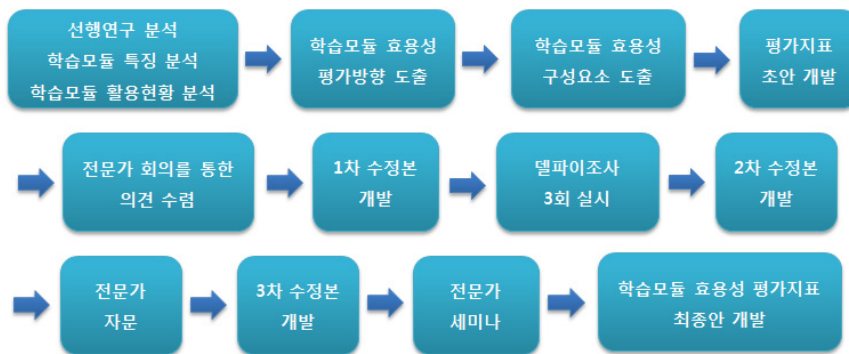 선행연구 분석
학습모듈 특징 분석
학습모듈 활용현황 분석
학습모듈 효용성
평가방향 도출
학습모듈 효용성
구성요소 도출
평가지표
초안 개발
전문가 회의를 통한
의견 수렴
1차 수정본
개발
델파이조사
3회 실시
2차 수정본
개발
전문가
자문
3차 수정본
개발
전문가
세미나
학습모듈 효용성 평가지표
최종안 개발